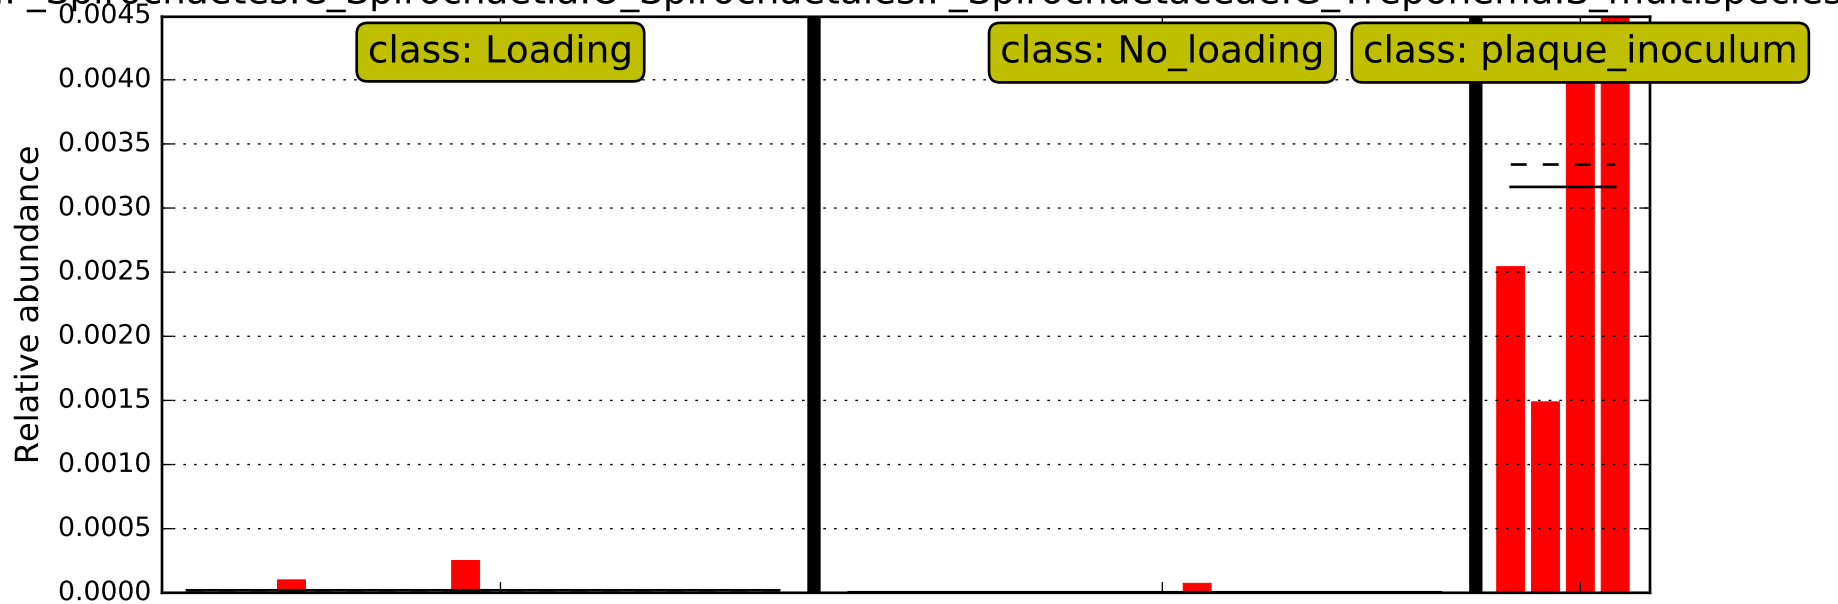 class: Loading
class: No_loading
class: plaque_inoculum
Relative abundance
0.0045
0.0040
0.0035
0.0030
0.0025
0.0020
0.0015
0.0010
0.0005
0.0000